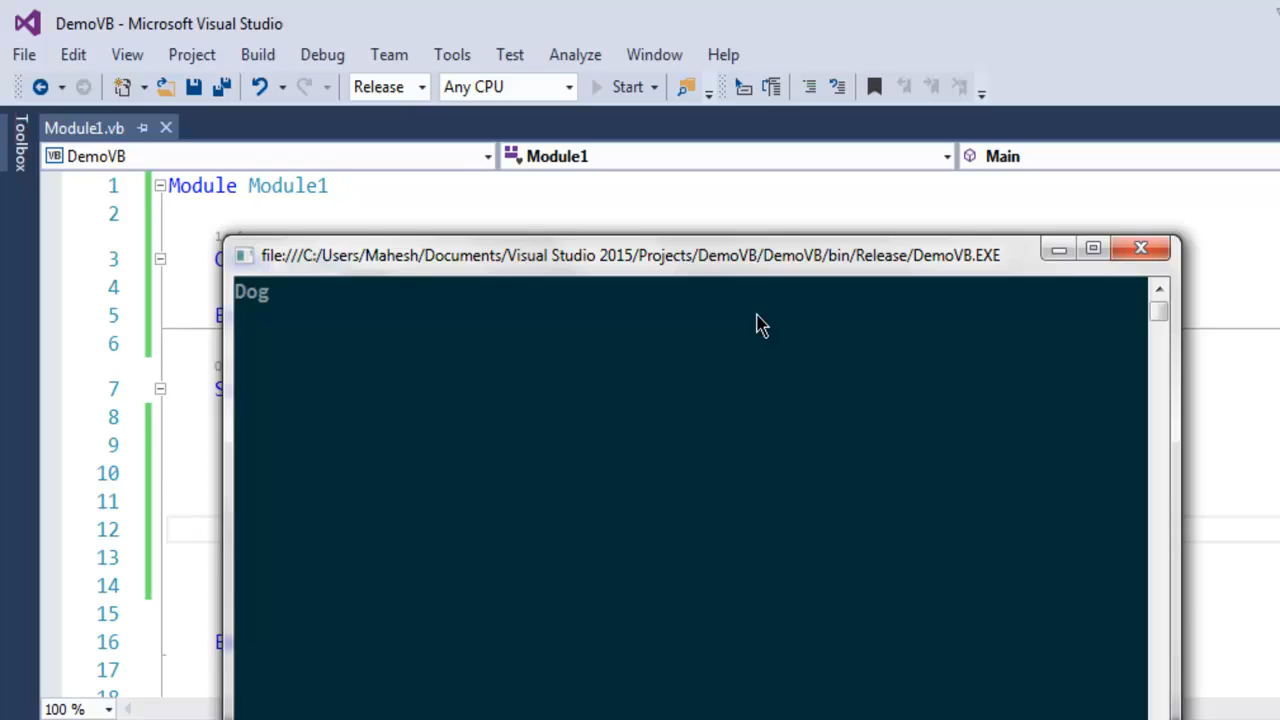 DemoVB - Microsoft Visual Studio
File Edit View Project Build Debug Team Tools Test Analyze Window Help
Release Any CPU Start
Toolbox
Module1.vb
VB DemoVB Module1 Main
1 Module Module1
2
file:///C:/Users/Mahesh/Documents/Visual Studio 2015/Projects/DemoVB/DemoVB/bin/Release/DemoVB.EXE
3
Dog
4
5
6
7
8
9
10
11
12
13
14
15
16
17
18
100 %